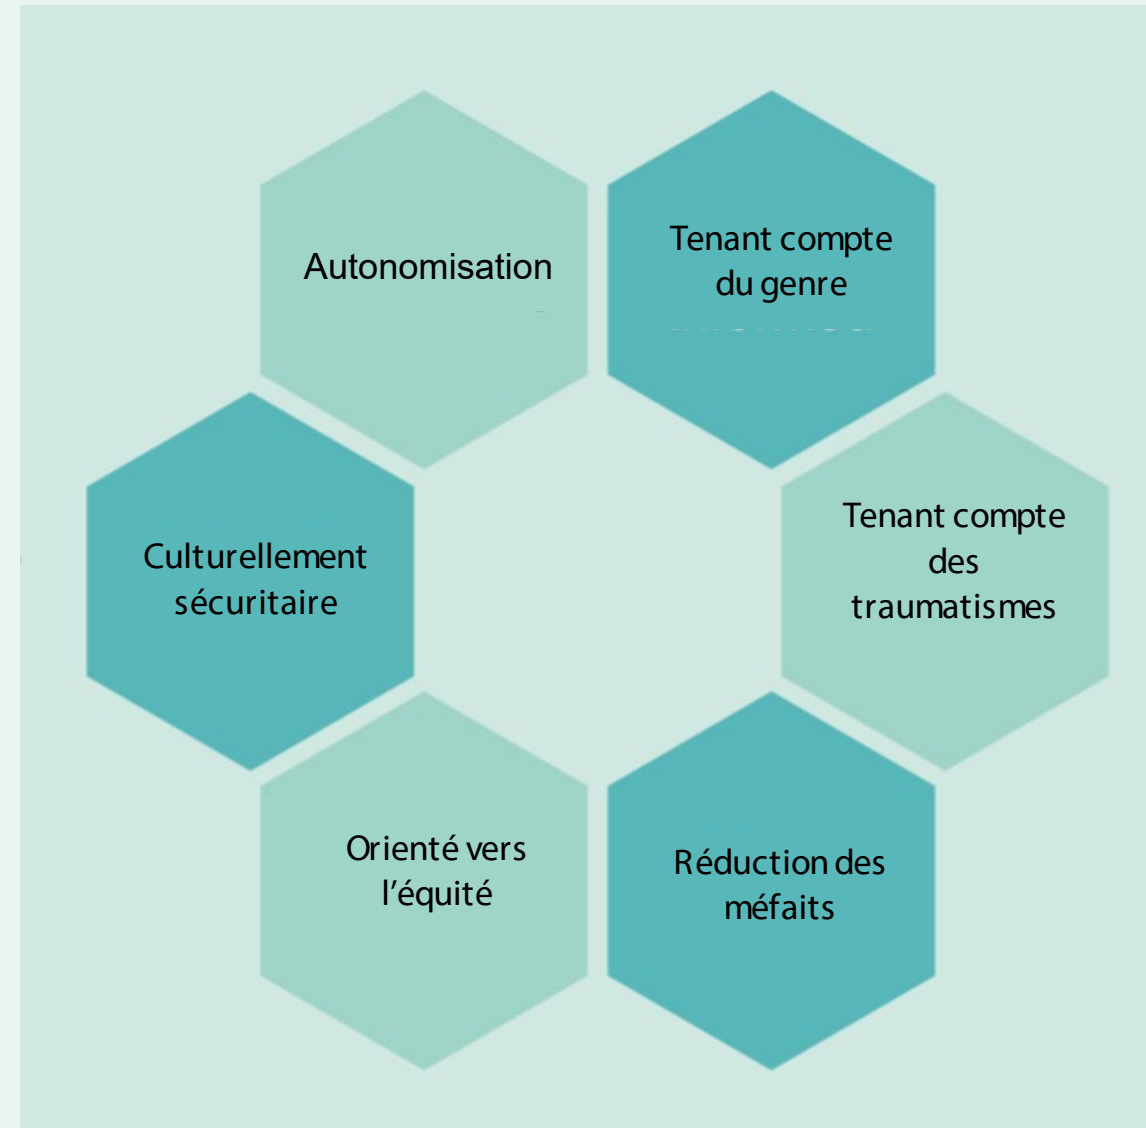 Autonomisation
Tenant compte
du genre
Tenant compte
des
traumatismes
Réduction des
méfaits
Orienté vers
l'équité
Culturellement
sécuritaire